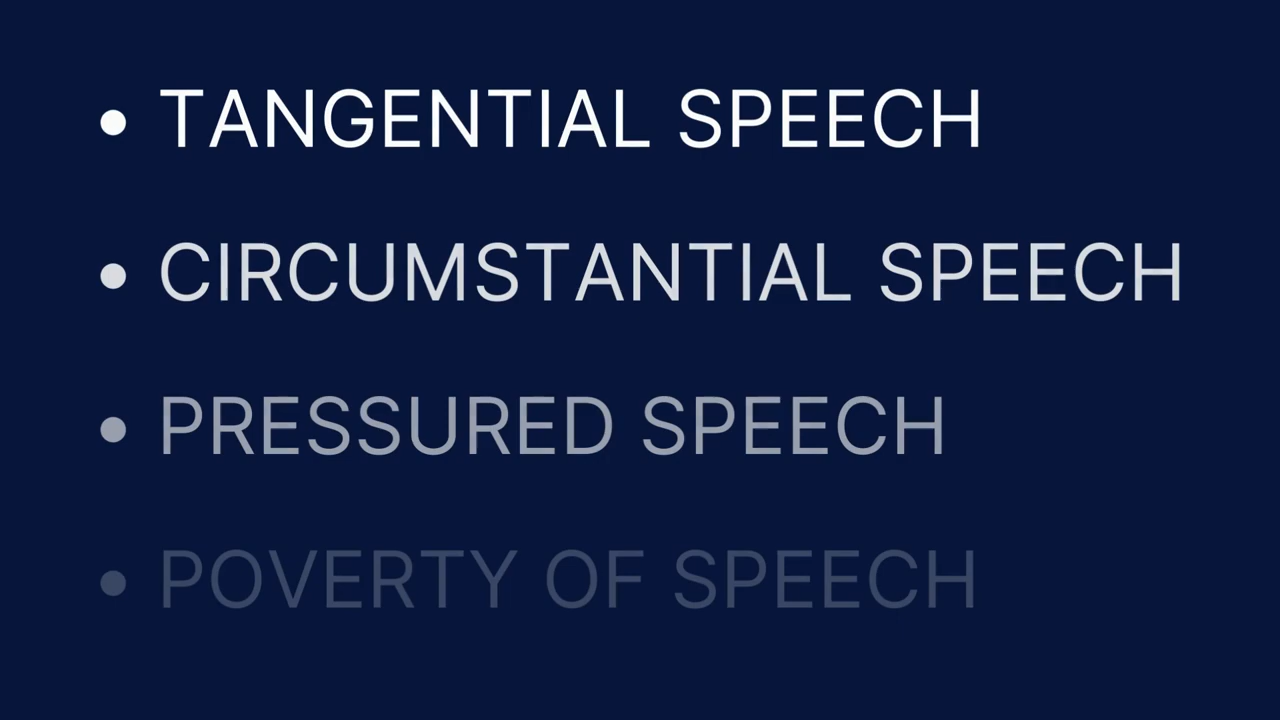 • TANGENTIAL SPEECH
• CIRCUMSTANTIAL SPEECH
• PRESSURED SPEECH
• POVERTY OF SPEECH